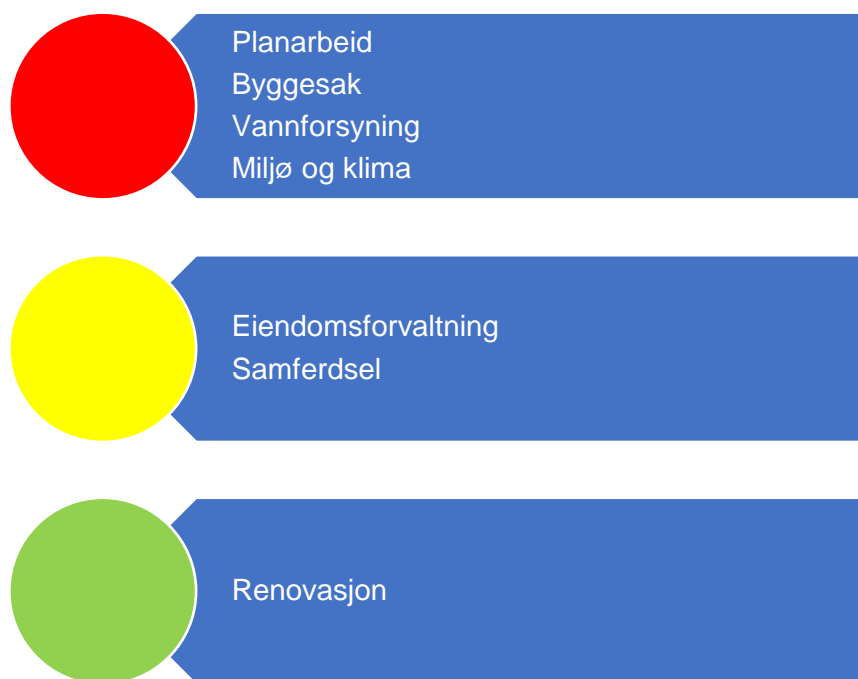 Planarbeid
Byggesak
Vannforsyning
Miljø og klima
Eiendomsforvaltning
Samferdsel
Renovasjon